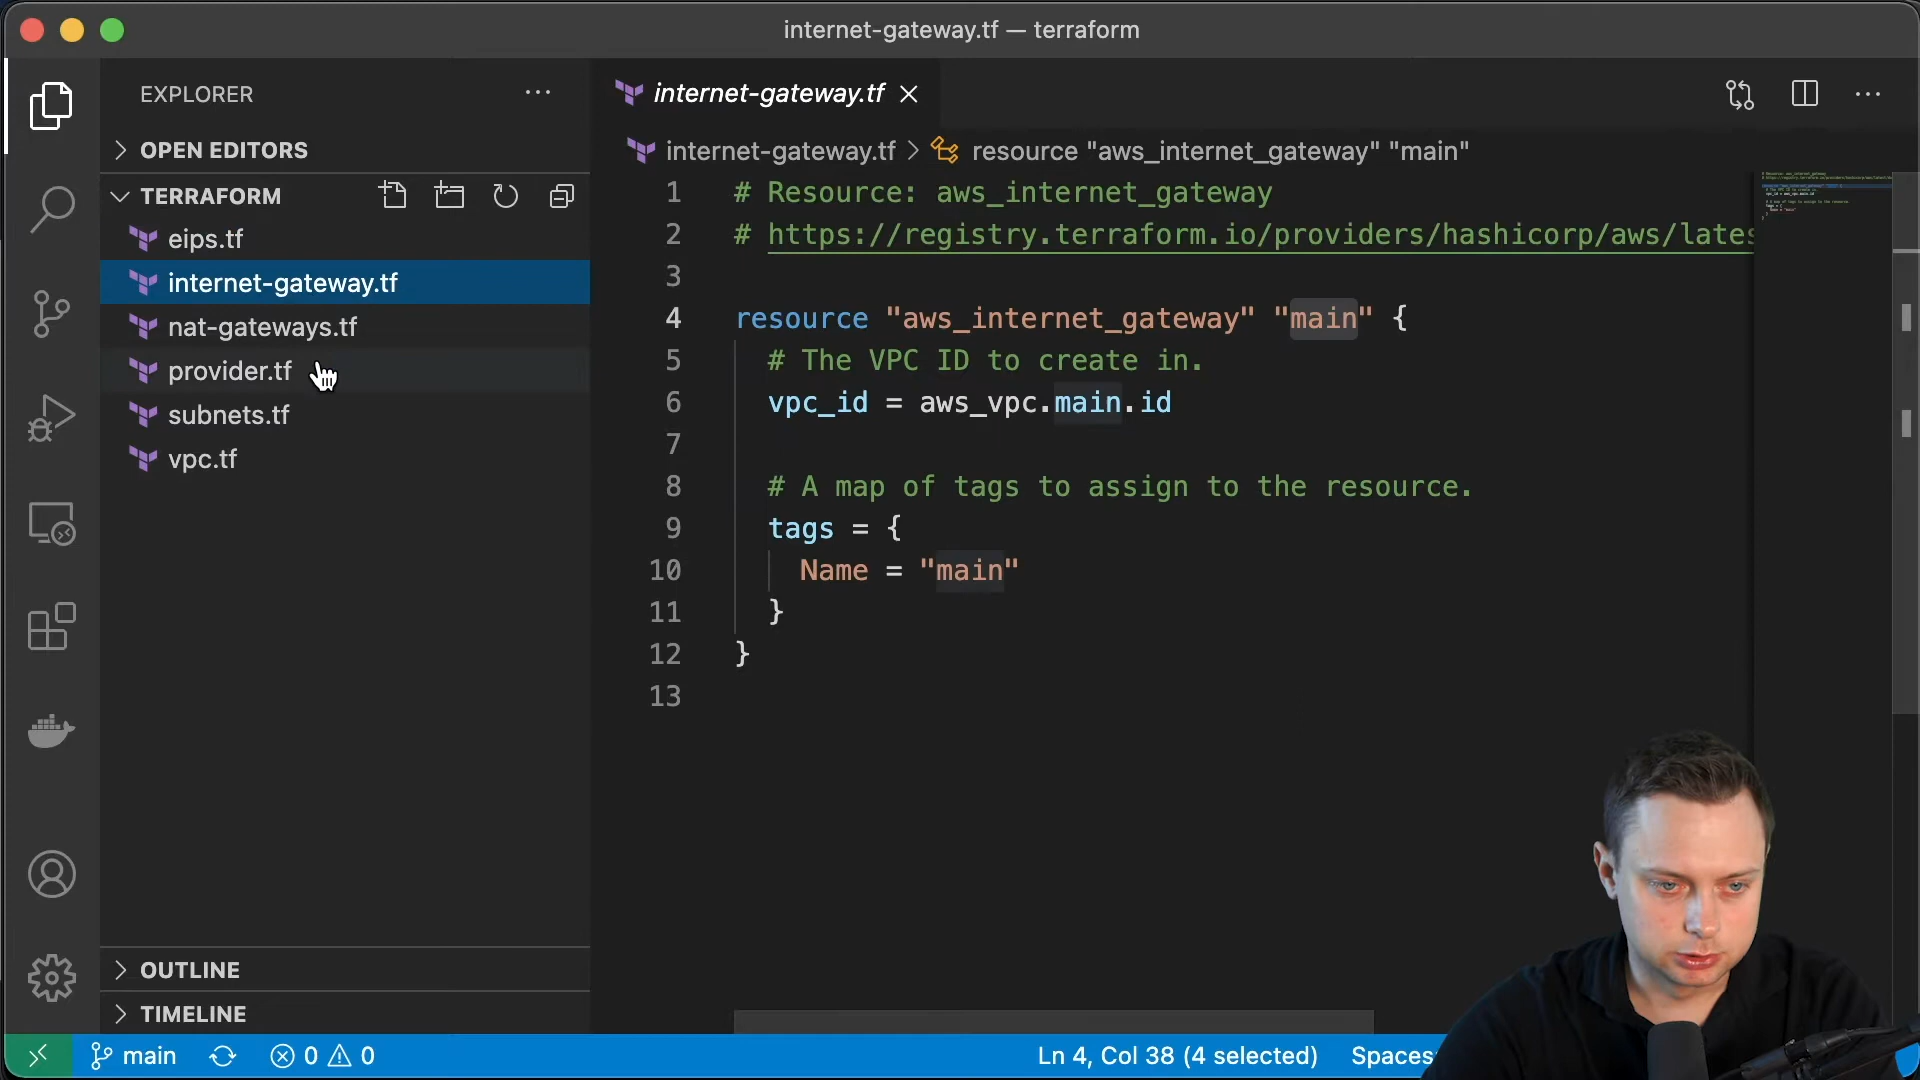 internet-gateway.tf — terraform
EXPLORER
OPEN EDITORS
TERRAFORM
eips.tf
internet-gateway.tf
nat-gateways.tf
provider.tf
subnets.tf
vpc.tf
OUTLINE
TIMELINE
internet-gateway.tf
internet-gateway.tf > resource "aws_internet_gateway" "main"
1 # Resource: aws_internet_gateway
2 # https://registry.terraform.io/providers/hashicorp/aws/lates
3
4 resource "aws_internet_gateway" "main" {
5 # The VPC ID to create in.
6 vpc_id = aws_vpc.main.id
7
8 # A map of tags to assign to the resource.
9 tags = {
10 Name = "main"
11 }
12 }
13
main 0 0 Ln 4, Col 38 (4 selected) Spaces: